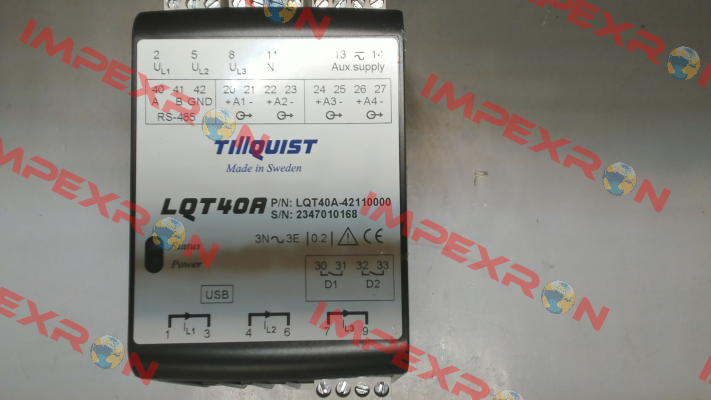 2 5 8 11 13 14
UL1 UL2 UL3 N Aux.supply
40 41 42 20 21 22 23 24 25 26 27
A B GND +A1- +A2- +A3- +A4-
RS-485
TILLQUIST
Made in Sweden
LQT40A P/N: LQT40A-42110000
S/N: 2347010168
3N~3E 0.2 CE
Status
Power
30 31 32 33
D1 D2
USB
IL1 IL2 IL3
1 3 4 6 7 9
IMPEXRON
IMPEXRON
IMPEXRON
IMPEXRON
IMPEXRON